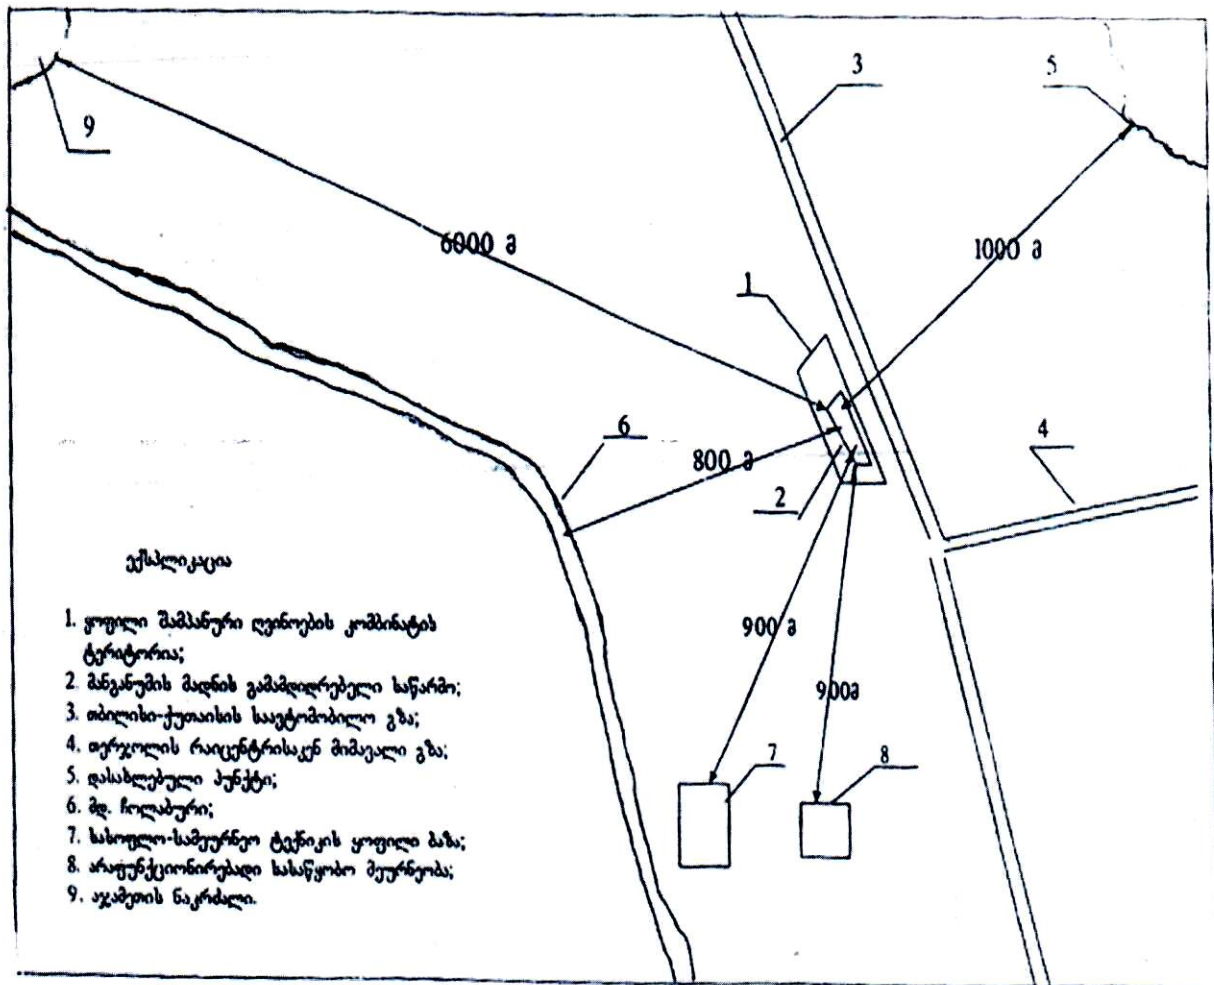 3
5
9
6000 მ
1000 მ
1
6
4
800 მ
2
ექსპლიკაცია
900 მ
900მ
1. ყოფილი შამპანური ღვინოების კომბინატის
ტერიტორია;
2. მანგანუმის მადნის გამამდიდრებელი საწარმო;
3. თბილისი-ქუთაისის საავტომობილო გზა;
4. თერჯოლის რაიცენტრისაკენ მიმავალი გზა;
5. დასახლებული პუნქტი;
6. მდ. ჩოლაბური;
7. სასოფლო-სამეურნეო ტექნიკის ყოფილი ბაზა;
8. არაფუნქციონირებადი სასაწყობო მეურნეობა;
9. აჯამეთის ნაკრძალი.
7
8